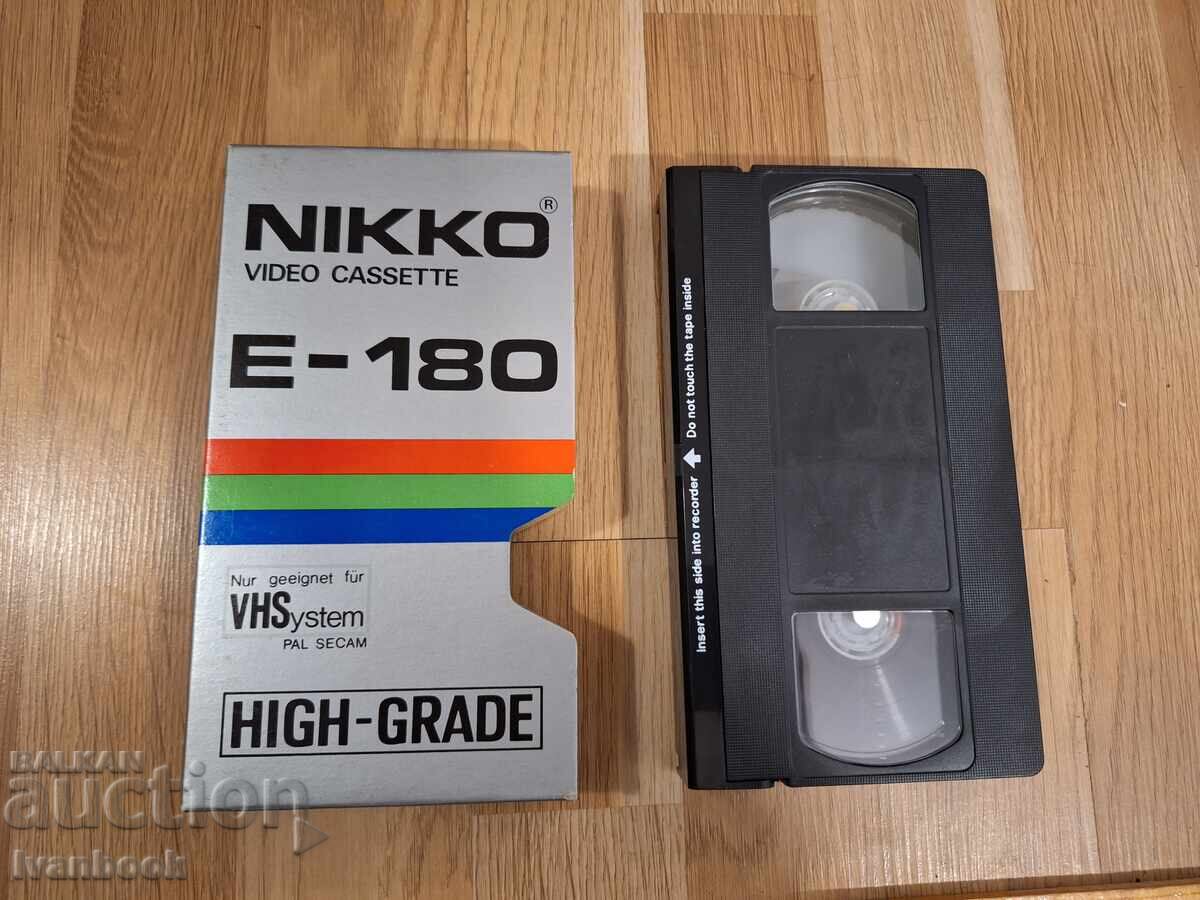 NIKKO®
VIDEO CASSETTE
E-180
Nur geeignet für
VHSystem
PAL SECAM
HIGH-GRADE
Insert this side into recorder ⬆ Do not touch the tape inside
BALKAN
auction
Ivanbook